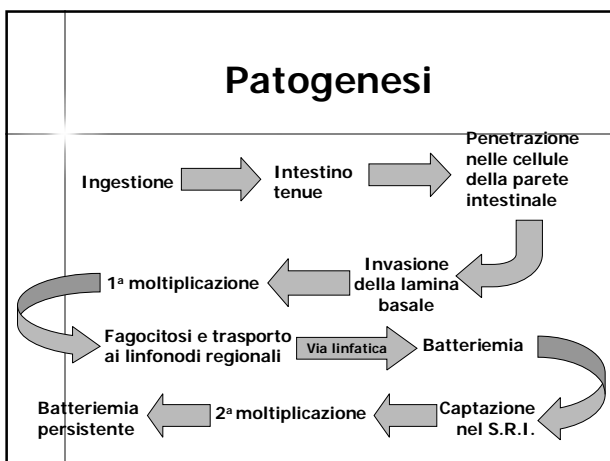 Patogenesi
Ingestione
Intestino
tenue
Penetrazione
nelle cellule
della parete
intestinale
Invasione
della lamina
basale
1ª moltiplicazione
Fagocitosi e trasporto
ai linfonodi regionali
Via linfatica
Batteriemia
Captazione
nel S.R.I.
2ª moltiplicazione
Batteriemia
persistente